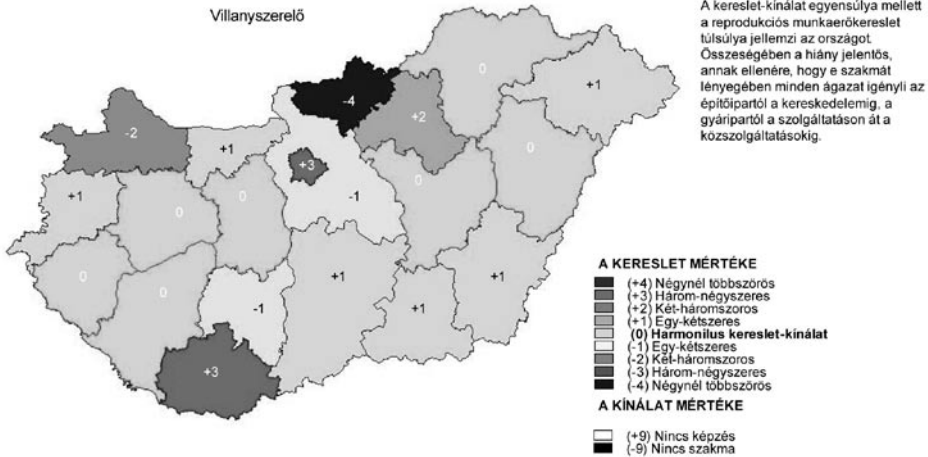 Villanyszerelő
A kereslet-kínálat egyensúlya mellett
a reprodukciós munkaerőkereslet
túlsúlya jellemzi az országot.
Összeségében a hiány jelentős,
annak ellenére, hogy e szakmát
lényegében minden ágazat igényli az
építőipartól a kereskedelemig, a
gyáripartól a szolgáltatáson át a
közszolgáltatásokig.
0
+1
-4
+2
-2
+1
0
+3
+1
-1
0
0
0
0
0
+1
+1
+1
-1
+3
A KERESLET MÉRTÉKE
(+4) Négynél többszörös
(+3) Három-négyszeres
(+2) Két-háromszoros
(+1) Egy-kétszeres
(0) Harmonilus kereslet-kínálat
(-1) Egy-kétszeres
(-2) Két-háromszoros
(-3) Három-négyszeres
(-4) Négynél többszörös
A KÍNÁLAT MÉRTÉKE
(+9) Nincs képzés
(-9) Nincs szakma